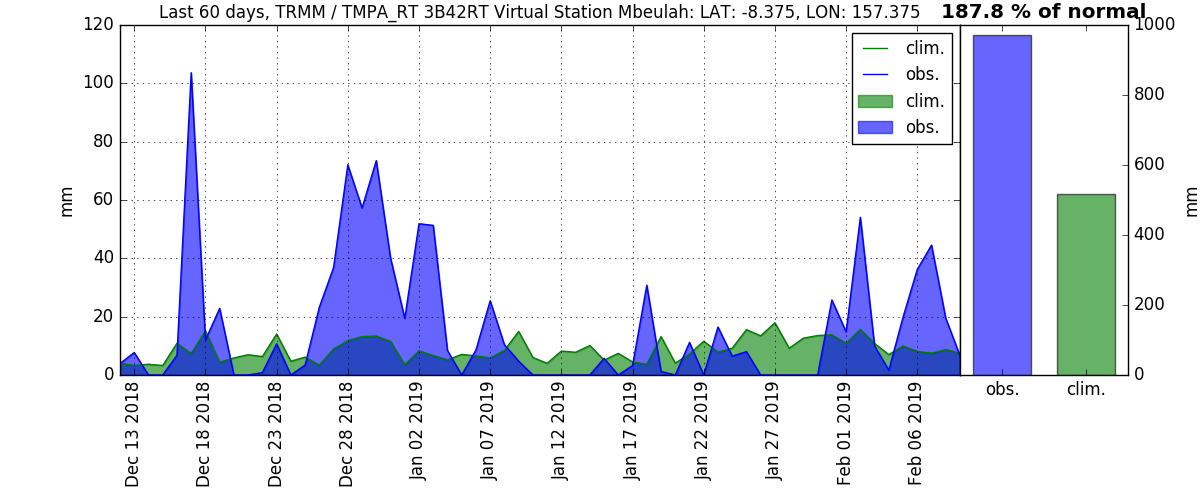 Last 60 days, TRMM / TMPA_RT 3B42RT Virtual Station Mbeulah: LAT: -8.375, LON: 157.375
187.8 % of normal
120
100
80
60
40
20
0
mm
clim.
obs.
clim.
obs.
1000
800
600
400
200
0
mm
Dec 13 2018
Dec 18 2018
Dec 23 2018
Dec 28 2018
Jan 02 2019
Jan 07 2019
Jan 12 2019
Jan 17 2019
Jan 22 2019
Jan 27 2019
Feb 01 2019
Feb 06 2019
obs.
clim.